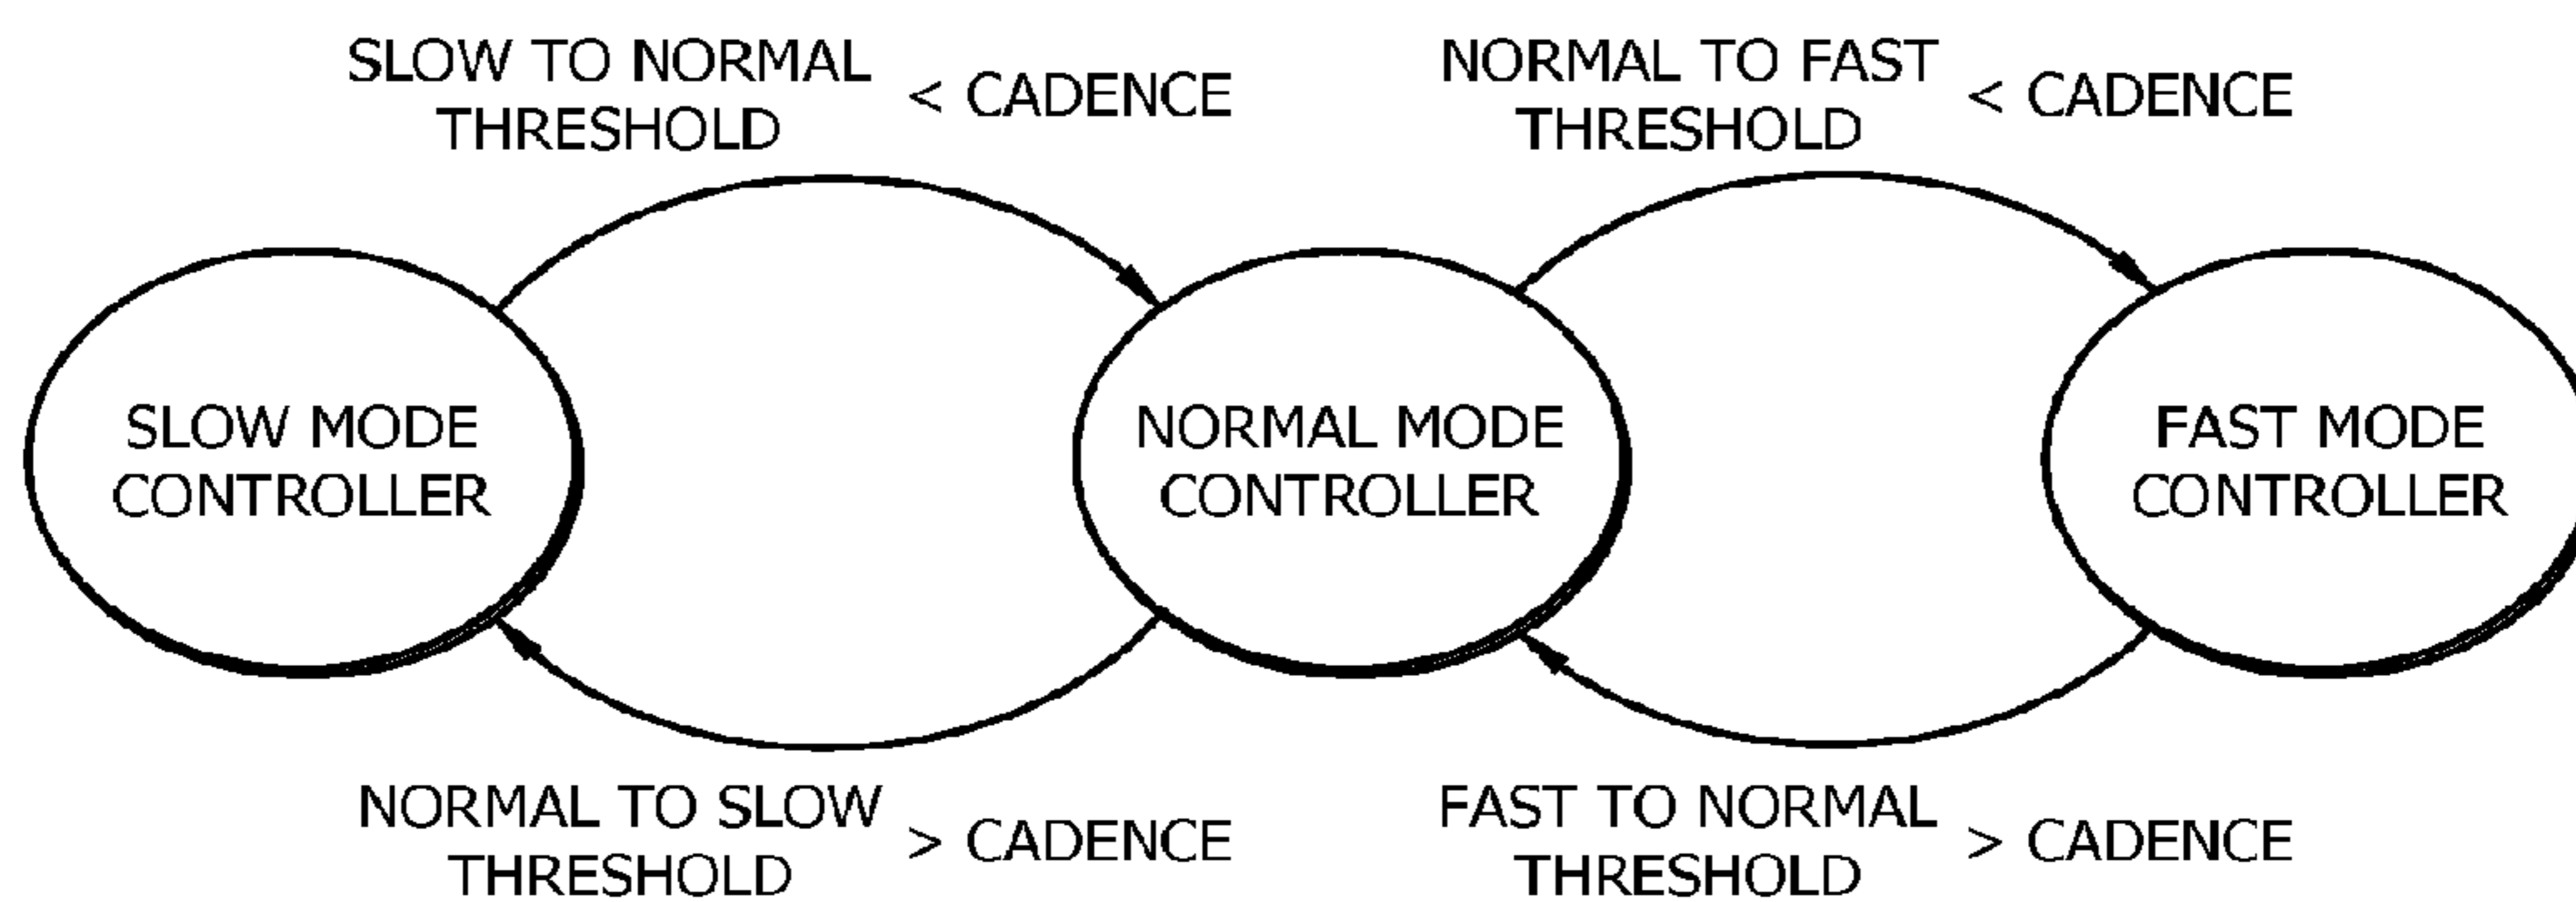 SLOW TO NORMAL
THRESHOLD
< CADENCE
NORMAL TO FAST
THRESHOLD
< CADENCE
SLOW MODE
CONTROLLER
NORMAL MODE
CONTROLLER
FAST MODE
CONTROLLER
NORMAL TO SLOW
THRESHOLD
> CADENCE
FAST TO NORMAL
THRESHOLD
> CADENCE